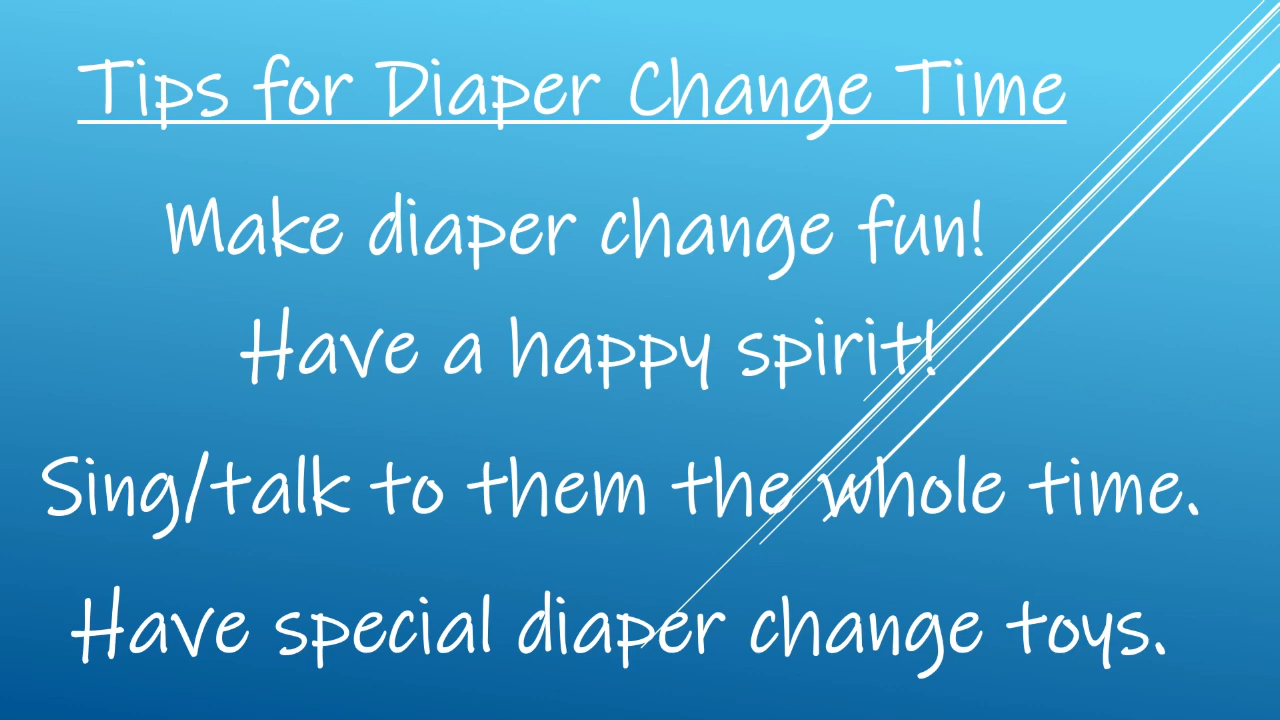 Tips for Diaper Change Time
Make diaper change fun!
Have a happy spirit!
Sing/talk to them the whole time.
Have special diaper change toys.